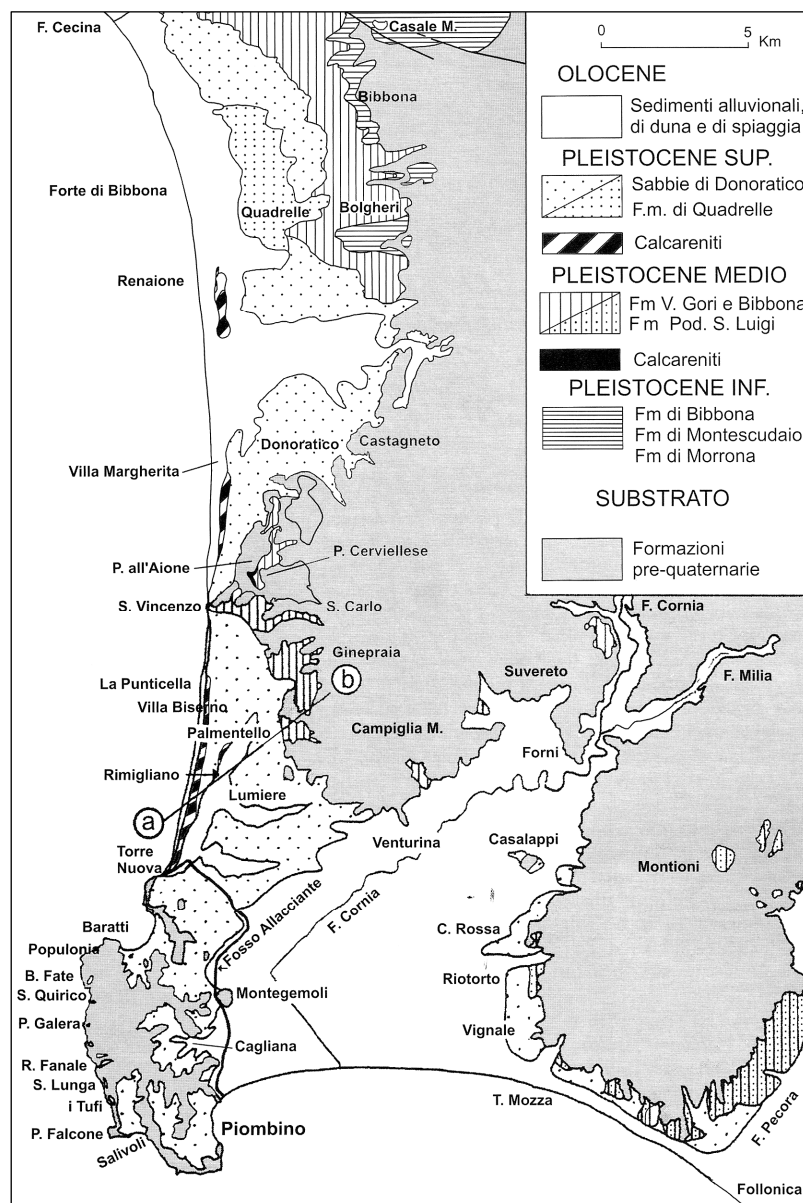 F. Cecina
Casale M.
0 5
Km
OLOCENE
Sedimenti alluvionali,
di duna e di spiaggia
PLEISTOCENE SUP.
Sabbie di Donoratico
F.m. di Quadrelle
Calcareniti
PLEISTOCENE MEDIO
Fm V. Gori e Bibbona
F m Pod. S. Luigi
Calcareniti
PLEISTOCENE INF.
Fm di Bibbona
Fm di Montescudaio
Fm di Morrona
SUBSTRATO
Formazioni
pre-quaternarie
Bibbona
Forte di Bibbona
Quadrelle
Bolgheri
Renaione
Donoratico
Castagneto
Villa Margherita
P. Cerviellese
P. all'Aione
S. Vincenzo
S. Carlo
F. Cornia
Ginepraia
Suvereto
F. Milia
La Punticella
b
Villa Biserno
Palmentello
Campiglia M.
Forni
Rimigliano
Lumiere
a
Venturina
Casalappi
Torre
Nuova
Montioni
F. Cornia
Fosso Allacciante
Baratti
C. Rossa
Populonia
B. Fate
Riotorto
S. Quirico
Montegemoli
P. Galera
Vignale
Cagliana
R. Fanale
S. Lunga
T. Mozza
i Tufi
F. Pecora
P. Falcone
Piombino
Salivoli
Follonica